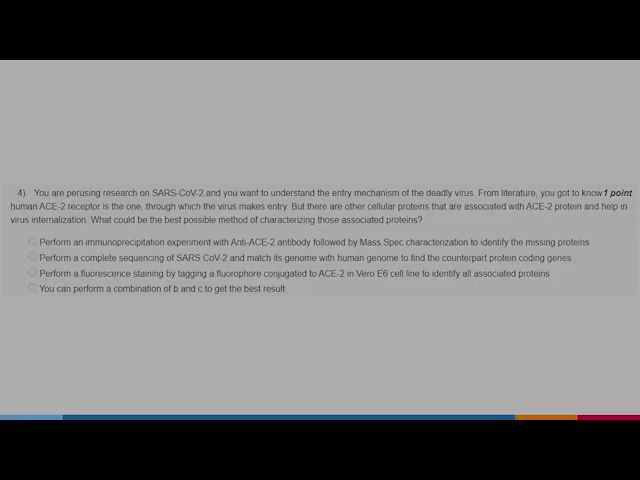 4) You are perusing research on SARS-CoV-2 and you want to understand the entry mechanism of the deadly virus. From literature, you got to know 1 point
human ACE-2 receptor is the one, through which the virus makes entry. But there are other cellular proteins that are associated with ACE-2 protein and help in
virus internalization. What could be the best possible method of characterizing those associated proteins?
Perform an immunoprecipitation experiment with Anti-ACE-2 antibody followed by Mass Spec characterization to identify the missing proteins
Perform a complete sequencing of SARS CoV-2 and match its genome with human genome to find the counterpart protein coding genes
Perform a fluorescence staining by tagging a fluorophore conjugated to ACE-2 in Vero E6 cell line to identify all associated proteins
You can perform a combination of b and c to get the best result